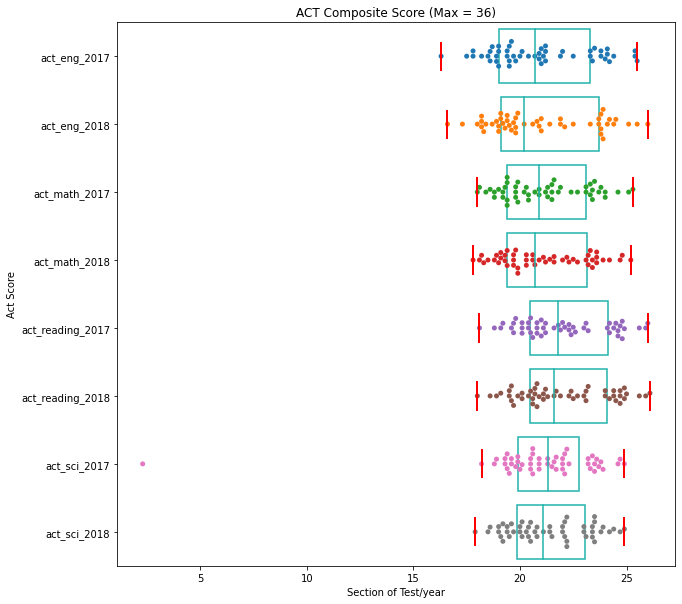 ACT Composite Score (Max = 36)
act_eng_2017
act_eng_2018
act_math_2017
act_math_2018
act_reading_2017
act_reading_2018
act_sci_2017
act_sci_2018
ACT Score
5 10 15 20 25
Section of Test/year